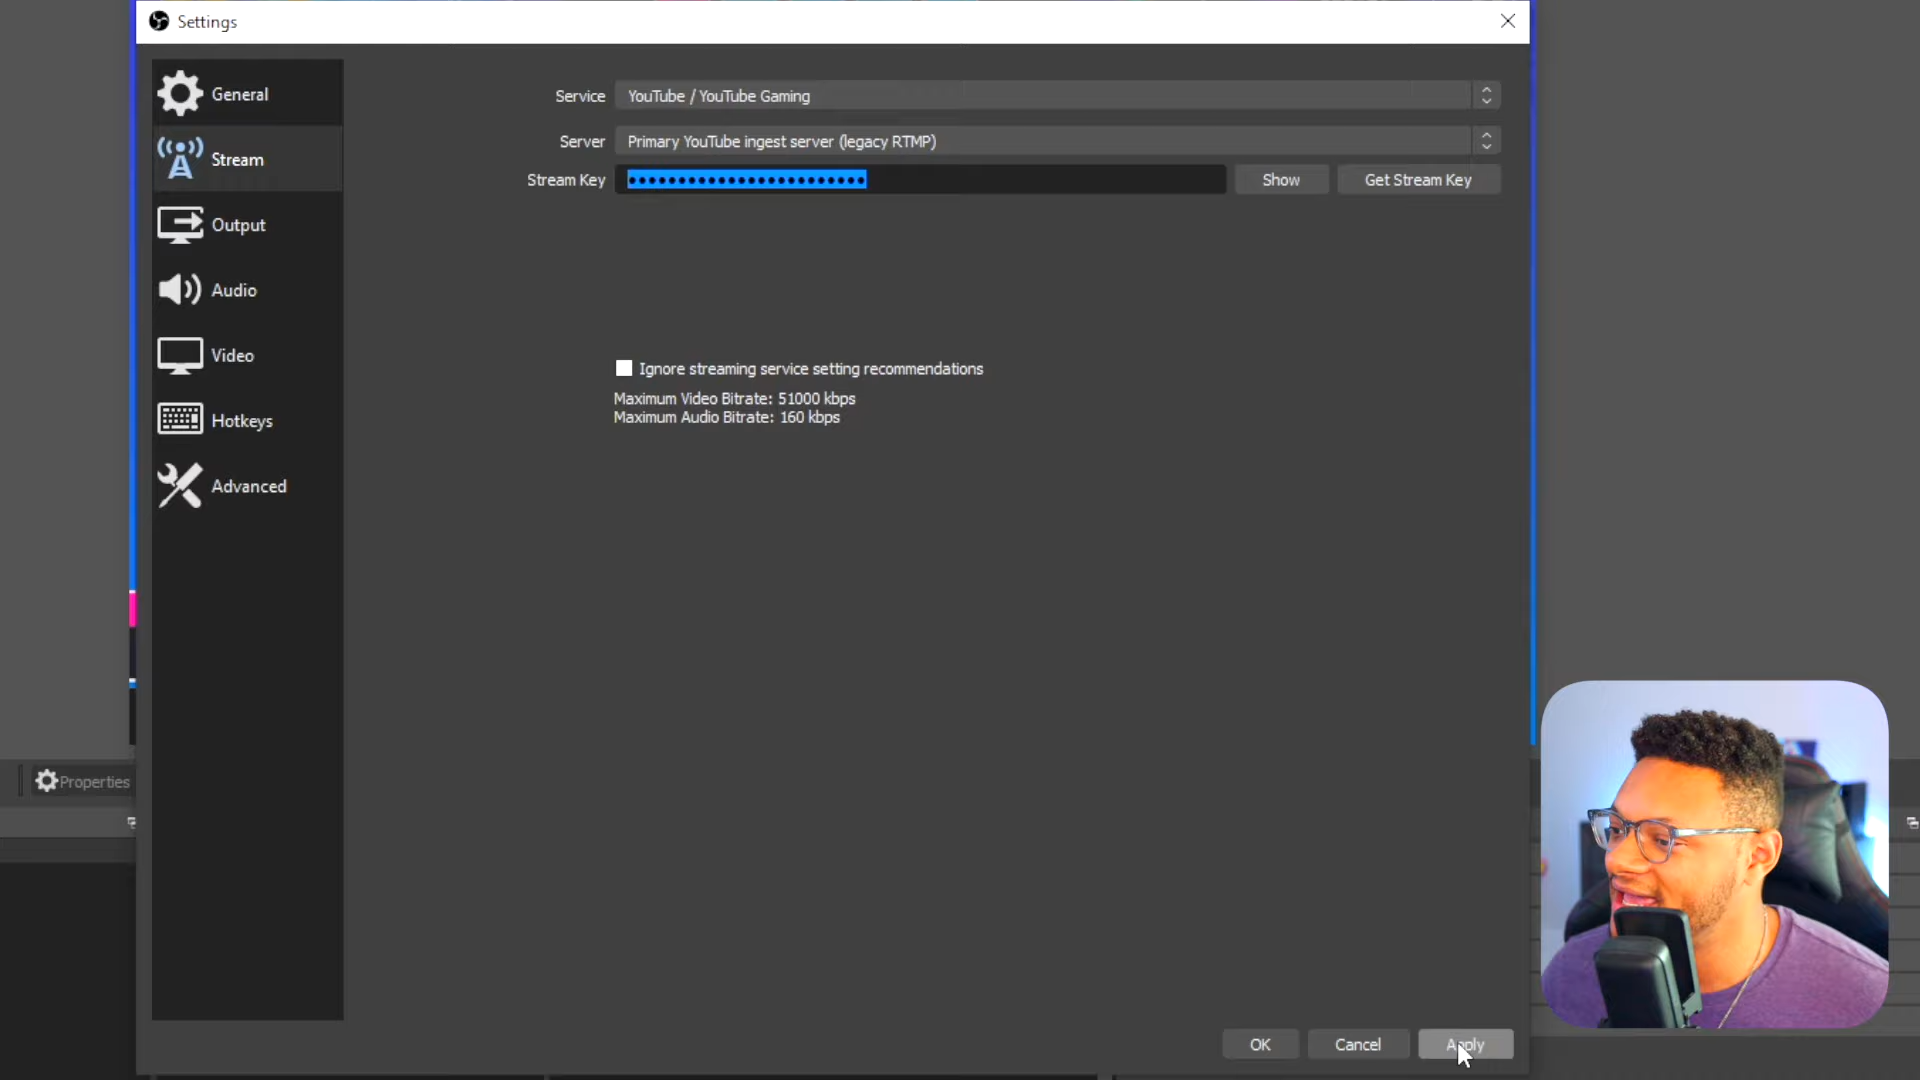 Settings
General
Stream
Output
Audio
Video
Hotkeys
Advanced
Service
YouTube / YouTube Gaming
Server
Primary YouTube ingest server (legacy RTMP)
Stream Key
●●●●●●●●●●●●●●●●●●●●●●●●
Show
Get Stream Key
Ignore streaming service setting recommendations
Maximum Video Bitrate: 51000 kbps
Maximum Audio Bitrate: 160 kbps
Properties
OK
Cancel
Apply